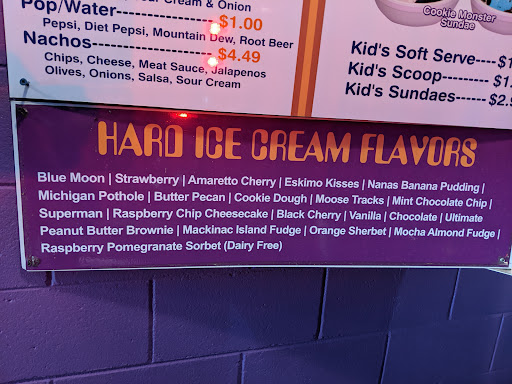 Cream & Onion
Pop/Water---------------- $1.00
Pepsi, Diet Pepsi, Mountain Dew, Root Beer
Nachos-------------------- $4.49
Chips, Cheese, Meat Sauce, Jalapenos
Olives, Onions, Salsa, Sour Cream
Cookie Monster
Sundae
Kid's Soft Serve----$1
Kid's Scoop--------- $1.
Kid's Sundaes------$2.
HARD ICE CREAM FLAVORS
Blue Moon | Strawberry | Amaretto Cherry | Eskimo Kisses | Nanas Banana Pudding |
Michigan Pothole | Butter Pecan | Cookie Dough | Moose Tracks | Mint Chocolate Chip |
Superman | Raspberry Chip Cheesecake | Black Cherry | Vanilla | Chocolate | Ultimate
Peanut Butter Brownie | Mackinac Island Fudge | Orange Sherbet | Mocha Almond Fudge |
Raspberry Pomegranate Sorbet (Dairy Free)